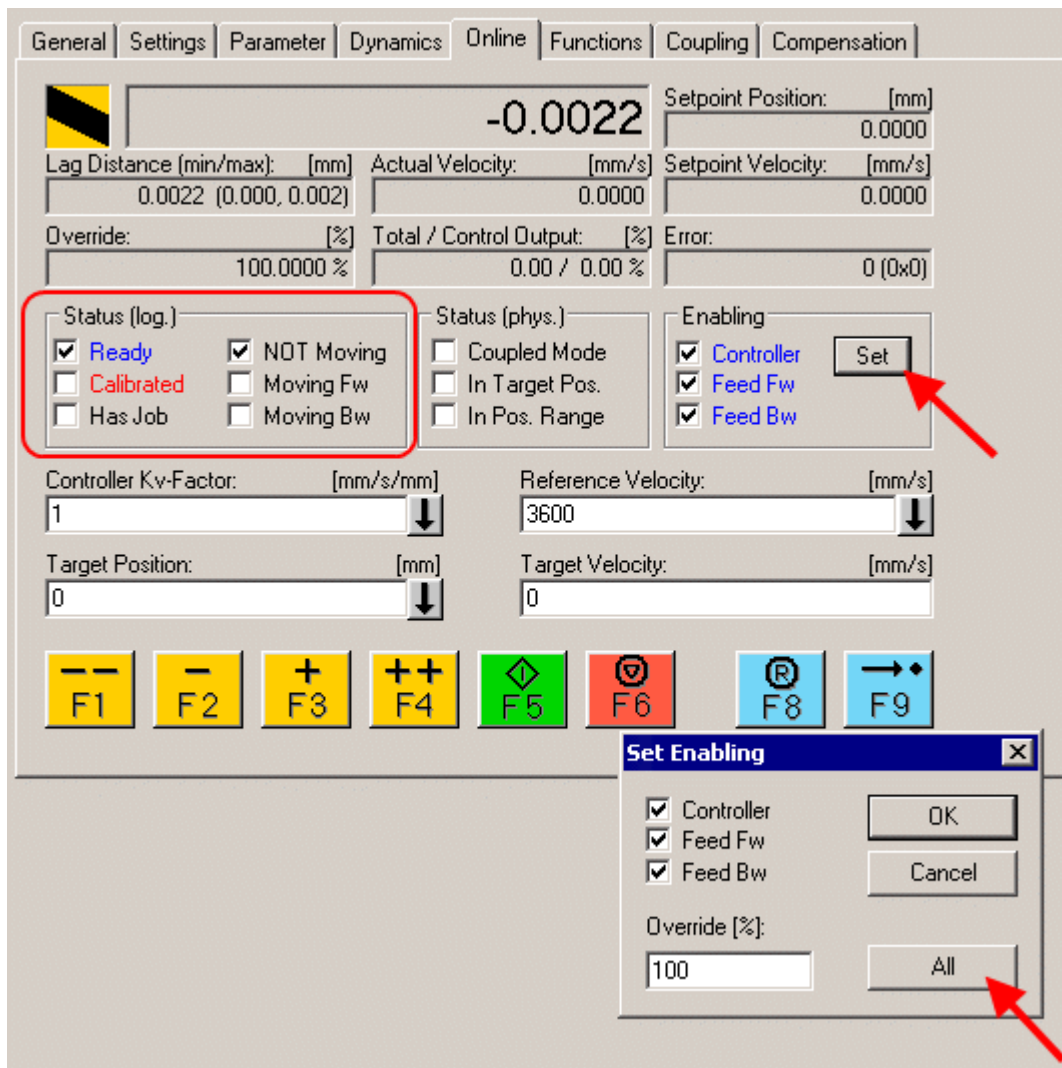 General Settings Parameter Dynamics Online Functions Coupling Compensation
-0.0022
Setpoint Position: [mm]
0.0000
Lag Distance (min/max): [mm] Actual Velocity: [mm/s] Setpoint Velocity: [mm/s]
0.0022 (0.000, 0.002) 0.0000 0.0000
Override: [%] Total / Control Output: [%] Error:
100.0000 % 0.00 / 0.00 % 0 (0x0)
Status (log.) Status (phys.) Enabling
Ready NOT Moving Coupled Mode Controller Set
Calibrated Moving Fw In Target Pos. Feed Fw
Has Job Moving Bw In Pos. Range Feed Bw
Controller Kv-Factor: [mm/s/mm] Reference Velocity: [mm/s]
1 3600
Target Position: [mm] Target Velocity: [mm/s]
0 0
-- - + ++ R
F1 F2 F3 F4 F5 F6 F8 F9
Set Enabling
Controller OK
Feed Fw
Feed Bw Cancel
Override [%]:
100 All